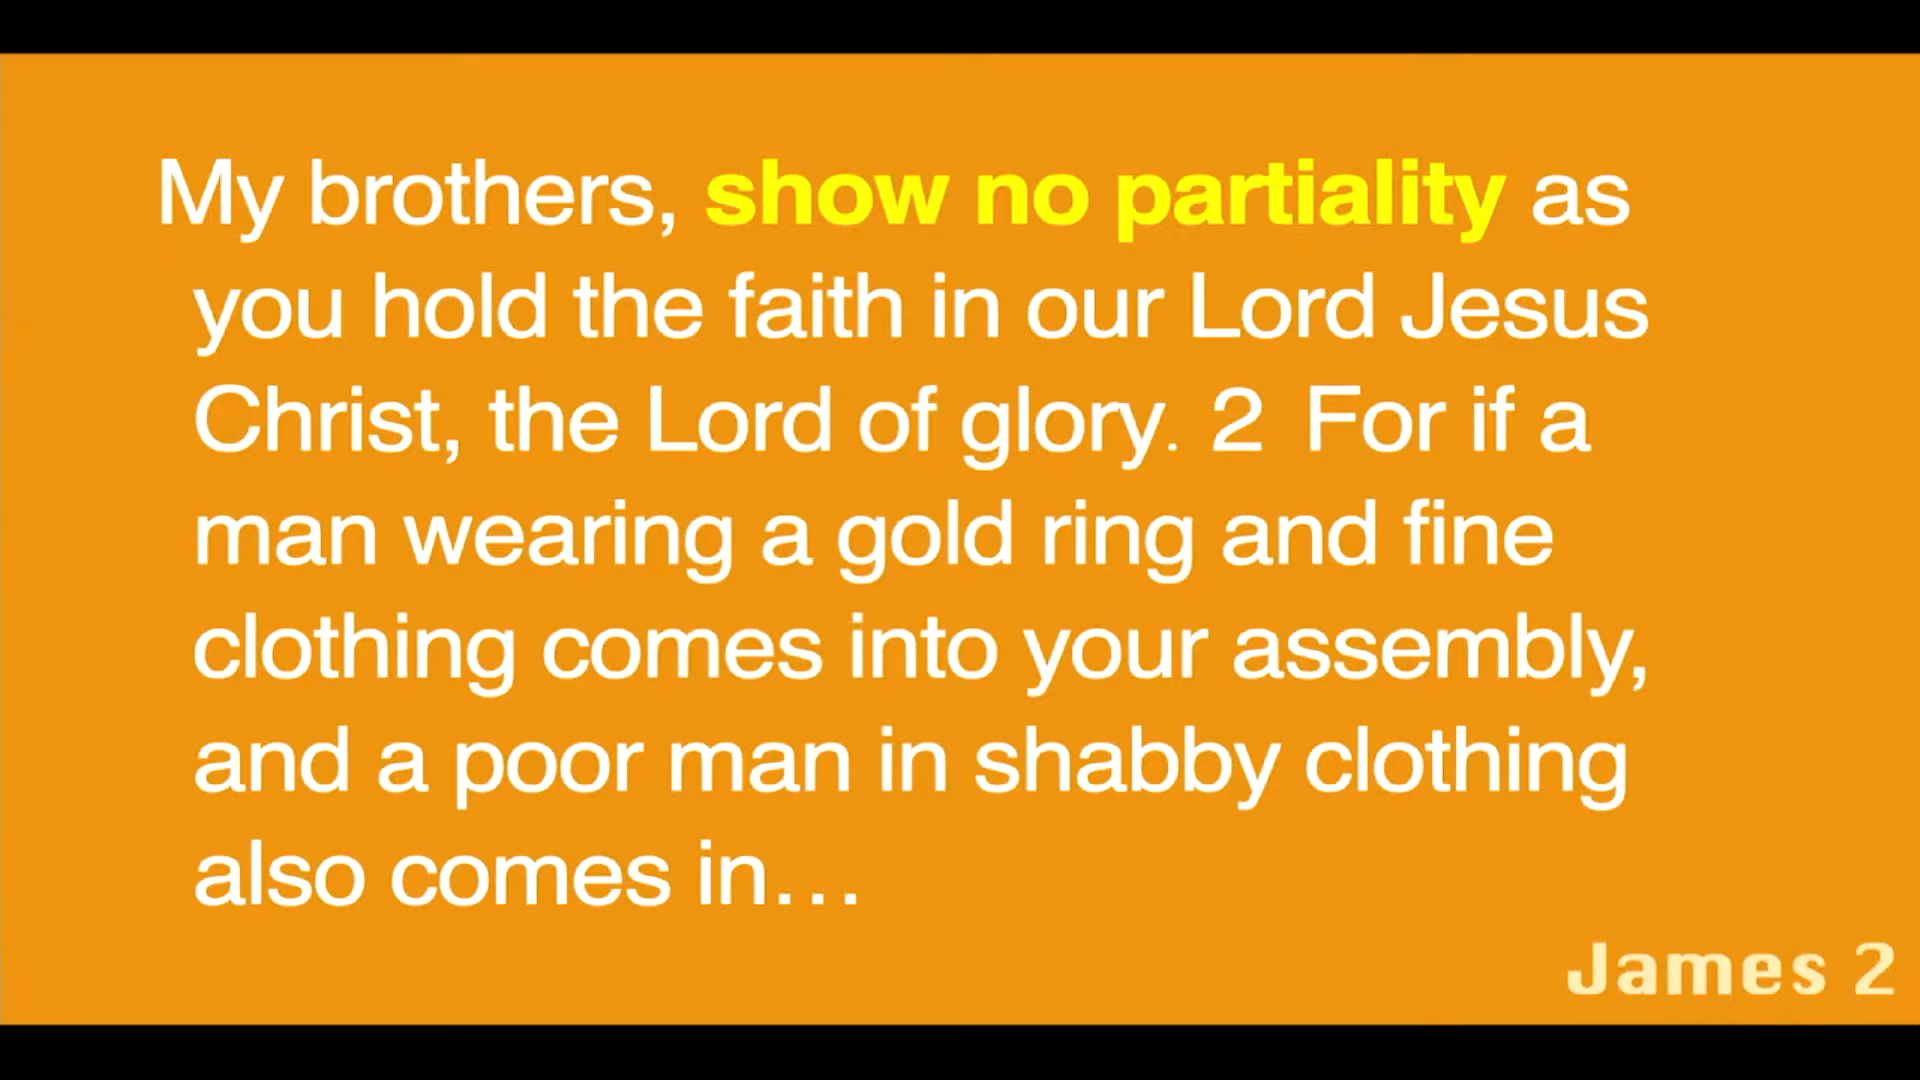 My brothers, show no partiality as
you hold the faith in our Lord Jesus
Christ, the Lord of glory. 2 For if a
man wearing a gold ring and fine
clothing comes into your assembly,
and a poor man in shabby clothing
also comes in…
James 2